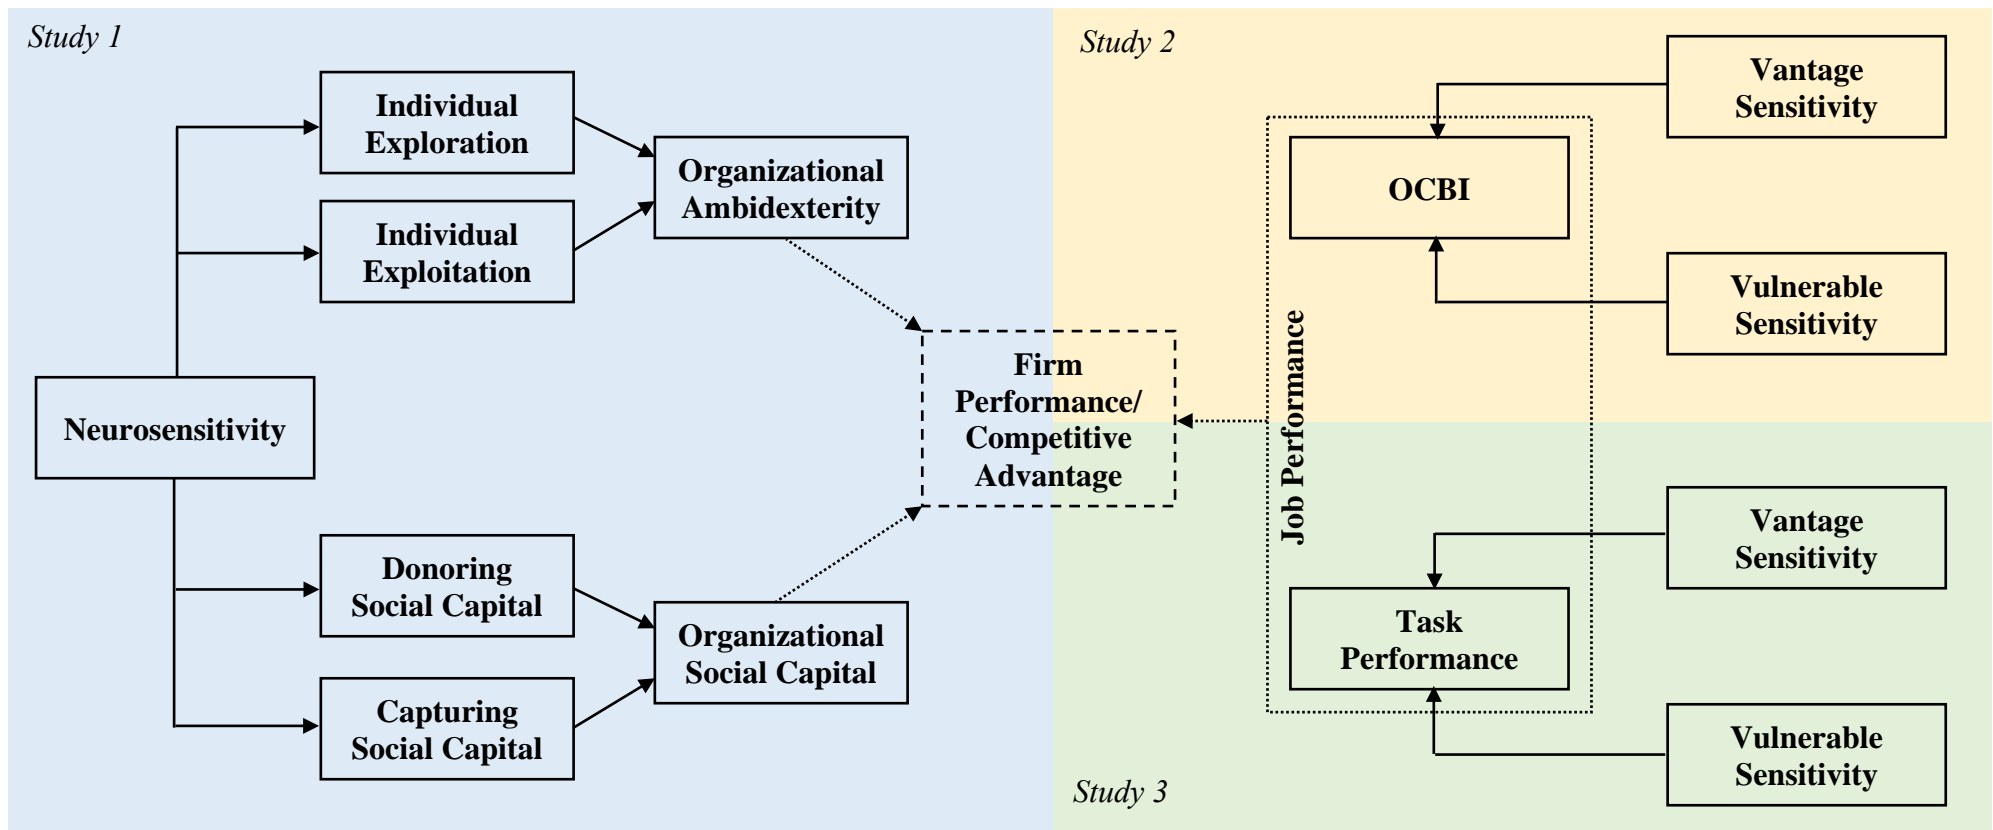 Study 1
Individual
Exploration
Individual
Exploitation
Organizational
Ambidexterity
Neurosensitivity
Donoring
Social Capital
Capturing
Social Capital
Organizational
Social Capital
Firm
Performance/
Competitive
Advantage
Study 2
Vantage
Sensitivity
OCBI
Vulnerable
Sensitivity
Job Performance
Vantage
Sensitivity
Task
Performance
Vulnerable
Sensitivity
Study 3